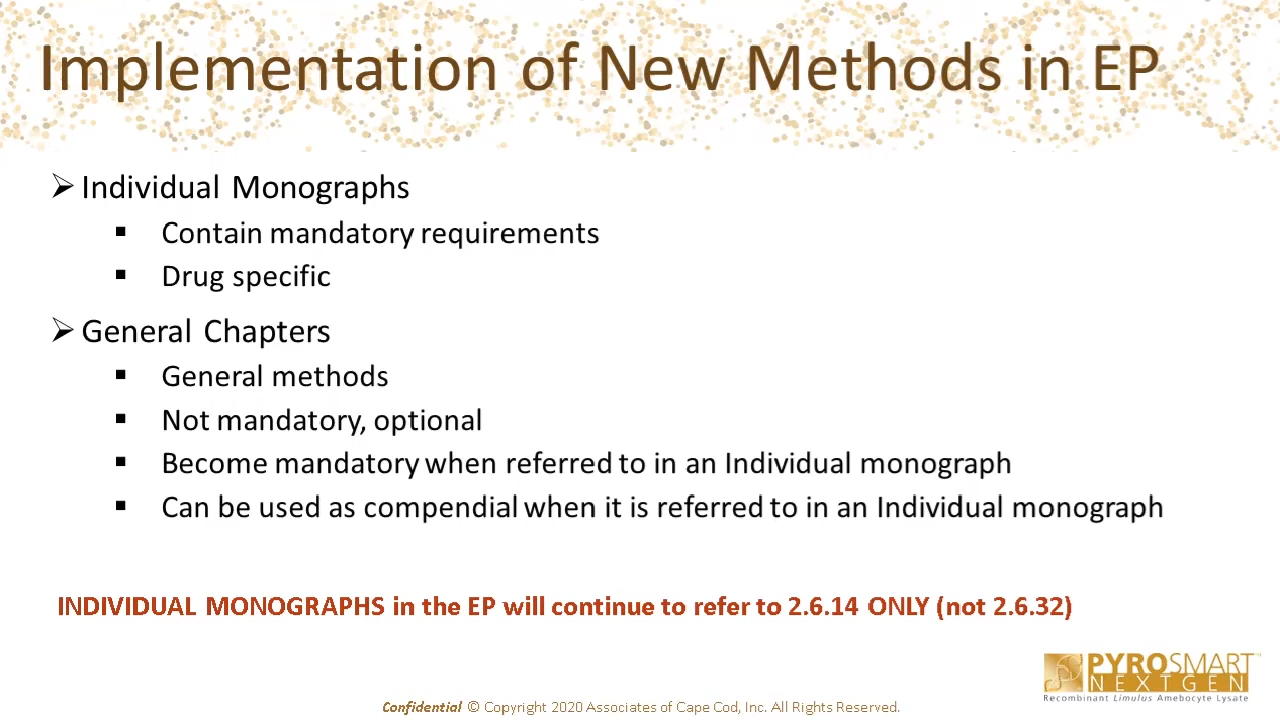 Implementation of New Methods in EP
➢ Individual Monographs
▪ Contain mandatory requirements
▪ Drug specific
➢ General Chapters
▪ General methods
▪ Not mandatory, optional
▪ Become mandatory when referred to in an Individual monograph
▪ Can be used as compendial when it is referred to in an Individual monograph
INDIVIDUAL MONOGRAPHS in the EP will continue to refer to 2.6.14 ONLY (not 2.6.32)
PYROSMART™
NEXTGEN
Recombinant Limulus Amebocyte Lysate
Confidential © Copyright 2020 Associates of Cape Cod, Inc. All Rights Reserved.